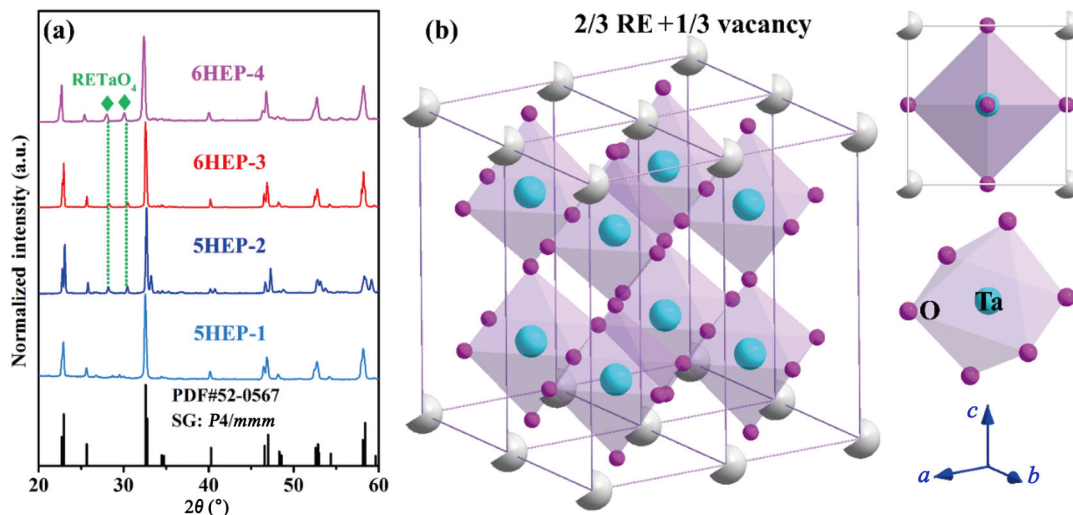 (a)
RETaO₄
6HEP-4
6HEP-3
5HEP-2
5HEP-1
PDF#52-0567
SG: P4/mmm
Normalized intensity (a.u.)
20 30 40 50 60
2θ (°)
(b)
2/3 RE +1/3 vacancy
O
Ta
c
a
b